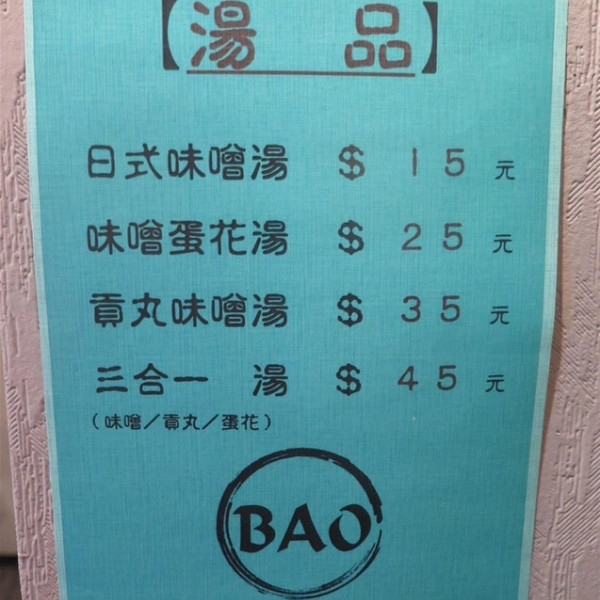 【湯 品】
日式味噌湯 $ 15 元
味噌蛋花湯 $ 25 元
貢丸味噌湯 $ 35 元
三合一 湯 $ 45 元
(味噌/貢丸/蛋花)
BAO